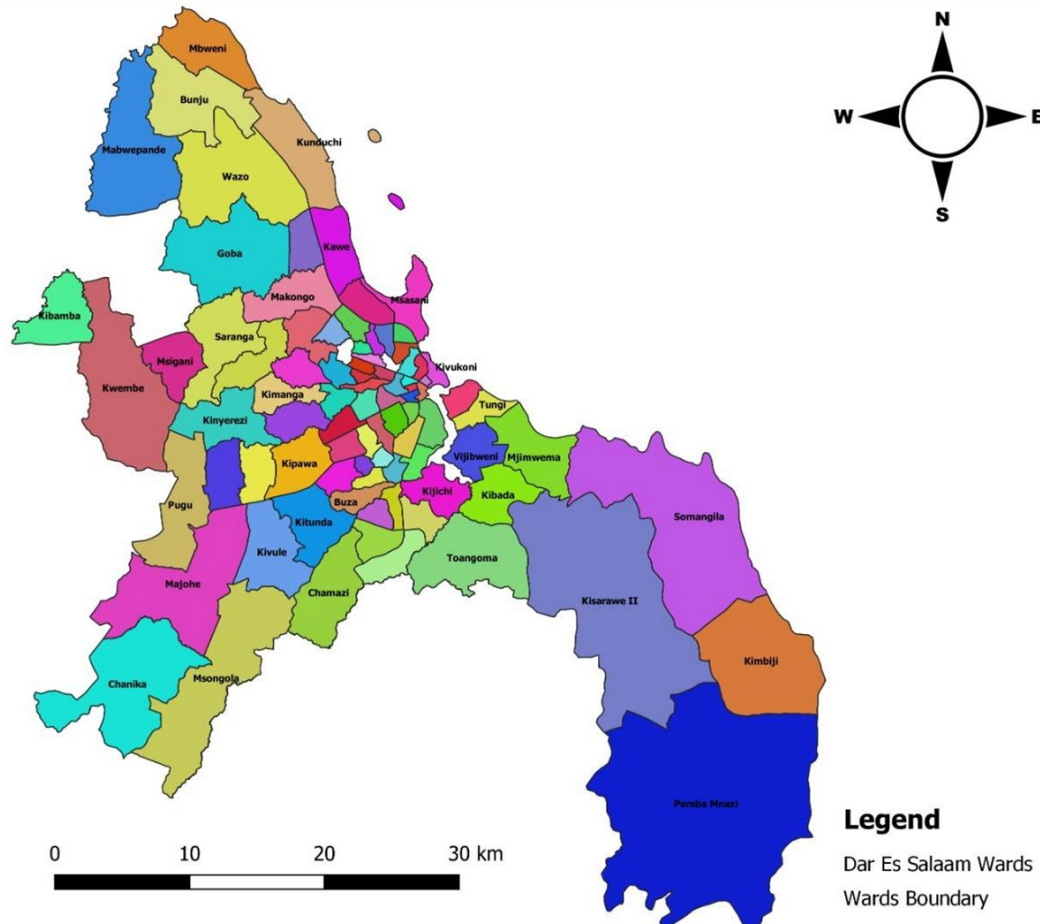 N
Mbweni
Bunju
W
E
Kunduchi
Mabwepande
Wazo
S
Goba
Kawe
Makongo
Msasani
Kibamba
Saranga
Msigani
Kivukoni
Kwembe
Kimanga
Tungi
Kinyerezi
Vijibweni
Mjimwema
Kipawa
Kijichi
Kibada
Pugu
Buza
Somangila
Kitunda
Kivule
Toangoma
Majohe
Chamazi
Kisarawe II
Kimbiji
Chanika
Msongola
Pemba Mnazi
Legend
0
10
20
30 km
Dar Es Salaam Wards
Wards Boundary